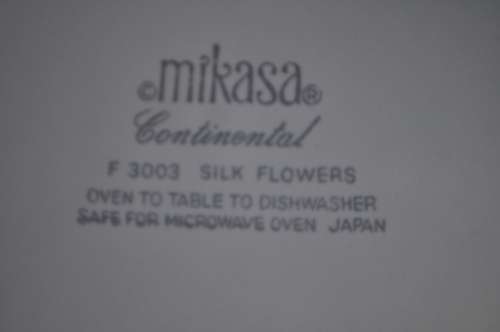 ©mikasa®
Continental
F 3003 SILK FLOWERS
OVEN TO TABLE TO DISHWASHER
SAFE FOR MICROWAVE OVEN JAPAN